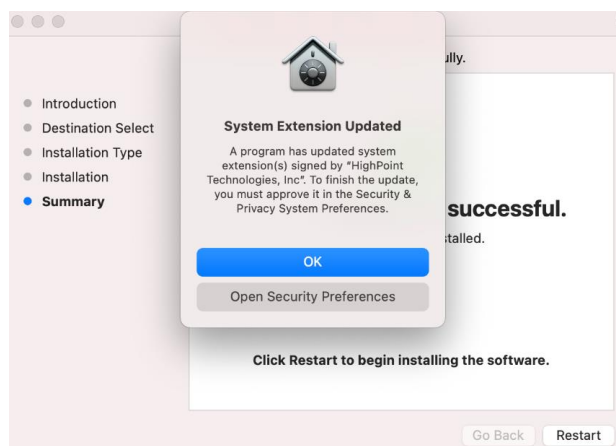 ully.
Introduction
Destination Select
Installation Type
Installation
Summary
System Extension Updated
A program has updated system
extension(s) signed by "HighPoint
Technologies, Inc". To finish the update,
you must approve it in the Security &
Privacy System Preferences.
OK
Open Security Preferences
successful.
stalled.
Click Restart to begin installing the software.
Go Back
Restart